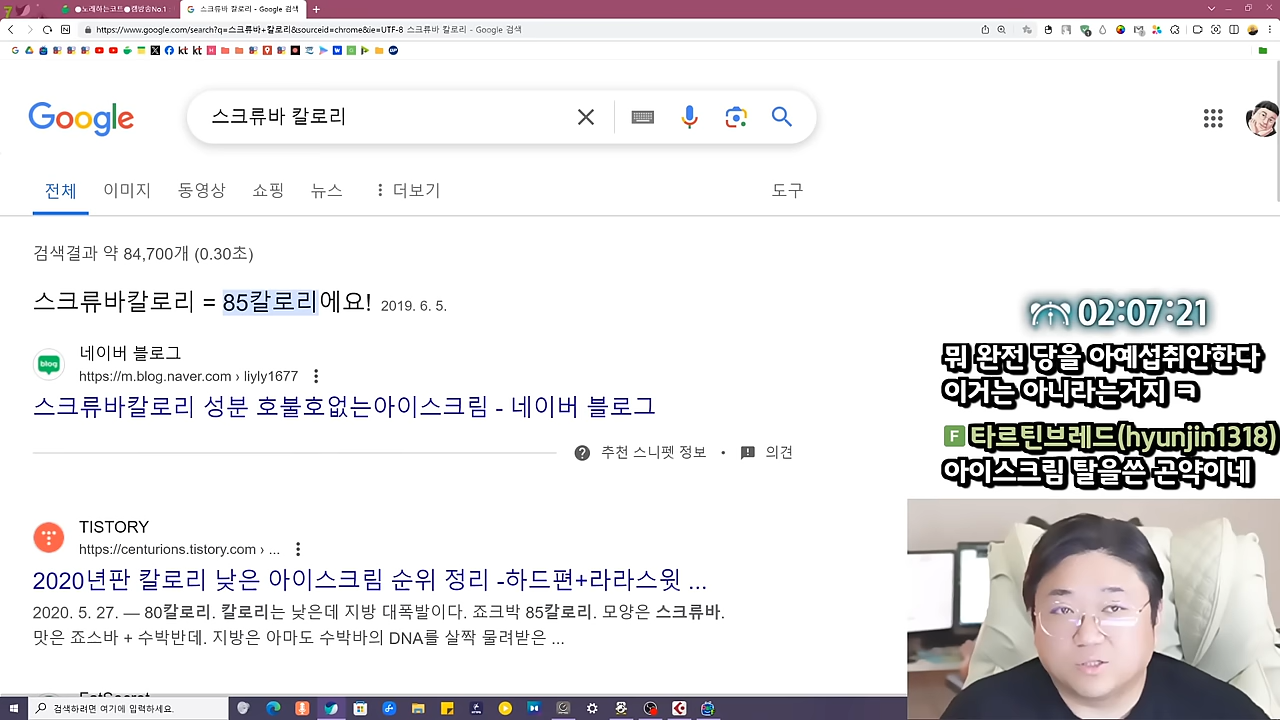 ●노래하는코트●캠방송No.1
스크류바 칼로리 - Google 검색
https://www.google.com/search?q=스크류바+칼로리&sourceid=chrome&ie=UTF-8 스크류바 칼로리 - Google 검색
Google
스크류바 칼로리
전체
이미지
동영상
쇼핑
뉴스
더보기
도구
검색결과 약 84,700개 (0.30초)
스크류바칼로리 = 85칼로리에요! 2019. 6. 5.
blog
네이버 블로그
https://m.blog.naver.com › liyly1677
스크류바칼로리 성분 호불호없는아이스크림 - 네이버 블로그
추천 스니펫 정보 • 의견
TISTORY
https://centurions.tistory.com › ...
2020년판 칼로리 낮은 아이스크림 순위 정리 -하드편+라라스윗 ...
2020. 5. 27. — 80칼로리. 칼로리는 낮은데 지방 대폭발이다. 죠크박 85칼로리. 모양은 스크류바.
맛은 죠스바 + 수박반데. 지방은 아마도 수박바의 DNA를 살짝 물려받은 ...
FatSecret
02:07:21
뭐 완전 당을 아예섭취안한다
이거는 아니라는거지 ㅋ
F 타르틴브레드(hyunjin1318)
아이스크림 탈을쓴 곤약이네
검색하려면 여기에 입력하세요.